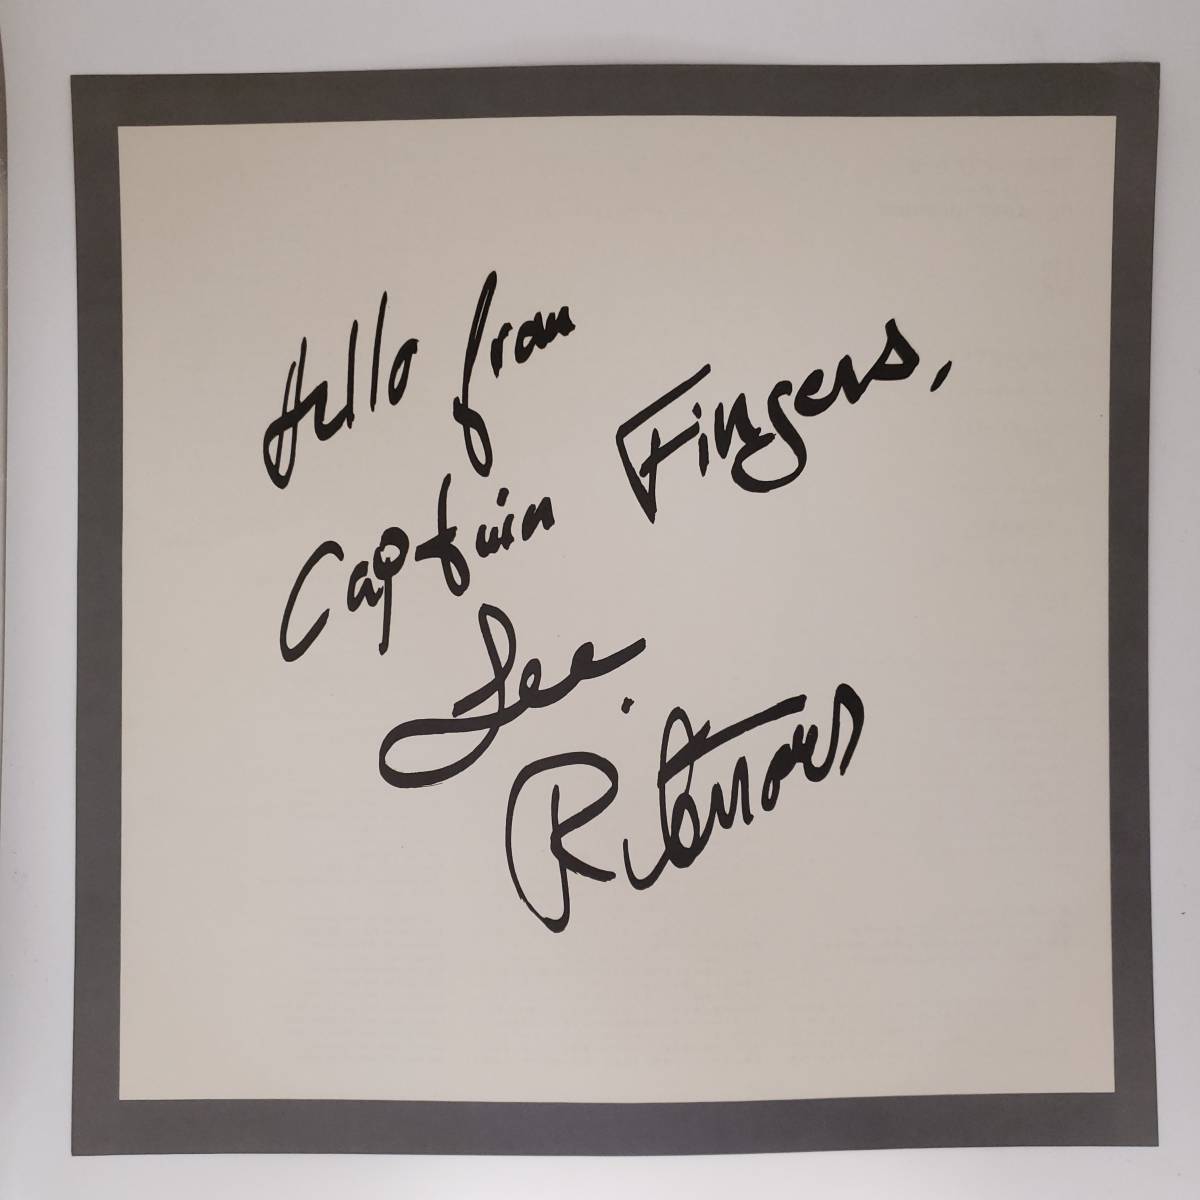 Hello from
Captain Fingers,
Lee
Ritenour